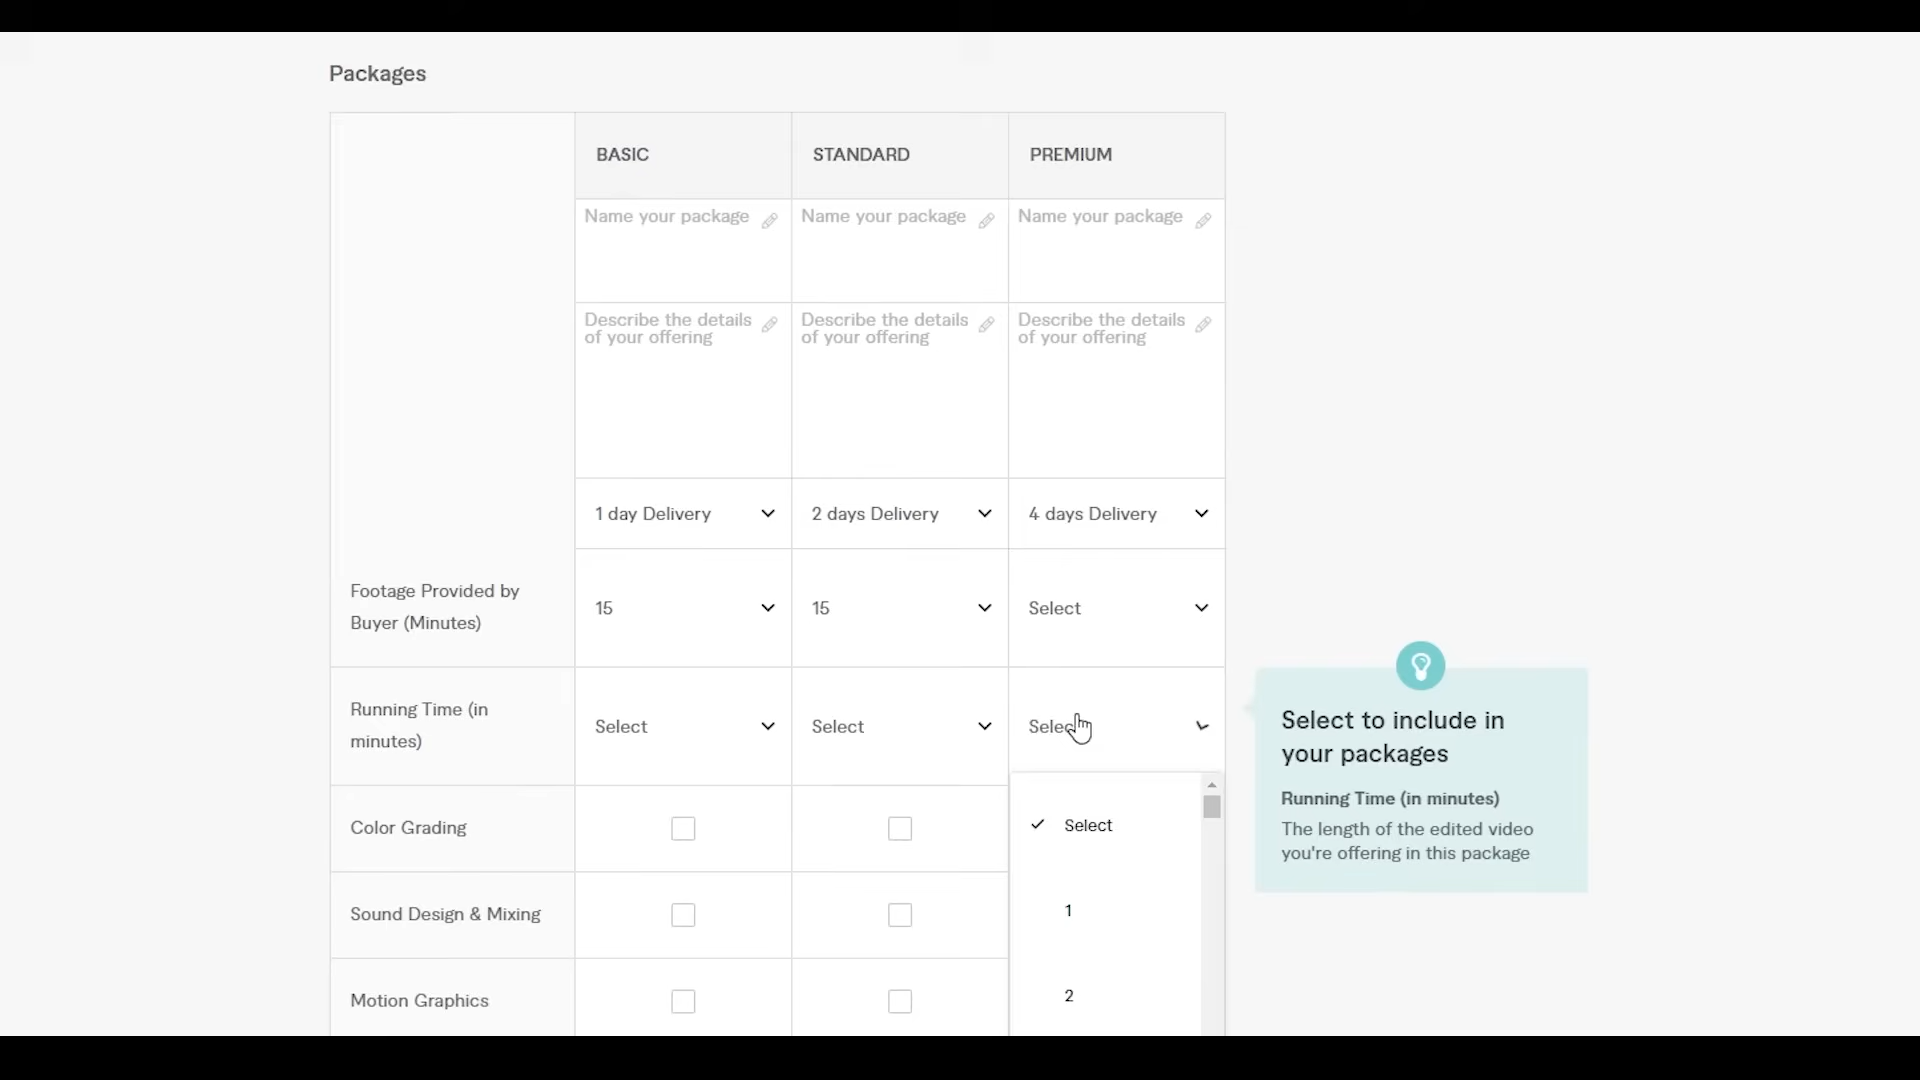 Packages
BASIC
STANDARD
PREMIUM
Name your package
Name your package
Name your package
Describe the details
of your offering
Describe the details
of your offering
Describe the details
of your offering
1 day Delivery
2 days Delivery
4 days Delivery
Footage Provided by
Buyer (Minutes)
15
15
Select
Running Time (in
minutes)
Select
Select
Select
Select
1
2
Color Grading
Sound Design & Mixing
Motion Graphics
Select to include in
your packages
Running Time (in minutes)
The length of the edited video
you're offering in this package